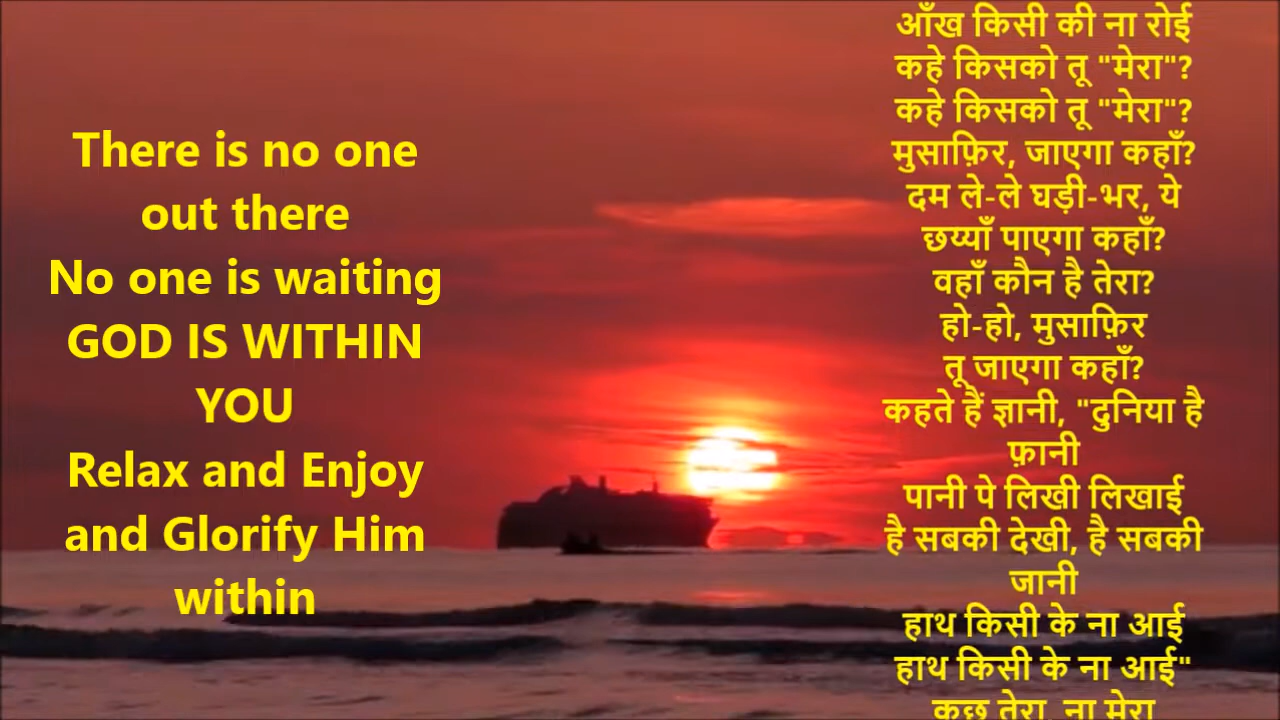 There is no one
out there
No one is waiting
GOD IS WITHIN
YOU
Relax and Enjoy
and Glorify Him
within
आँख किसी की ना रोई
कहे किसको तू "मेरा"?
कहे किसको तू "मेरा"?
मुसाफ़िर, जाएगा कहाँ?
दम ले-ले घड़ी-भर, ये
छय्याँ पाएगा कहाँ?
वहाँ कौन है तेरा?
हो-हो, मुसाफ़िर
तू जाएगा कहाँ?
कहते हैं ज्ञानी, "दुनिया है
फ़ानी
पानी पे लिखी लिखाई
है सबकी देखी, है सबकी
जानी
हाथ किसी के ना आई
हाथ किसी के ना आई"
कुछ तेरा, ना मेरा